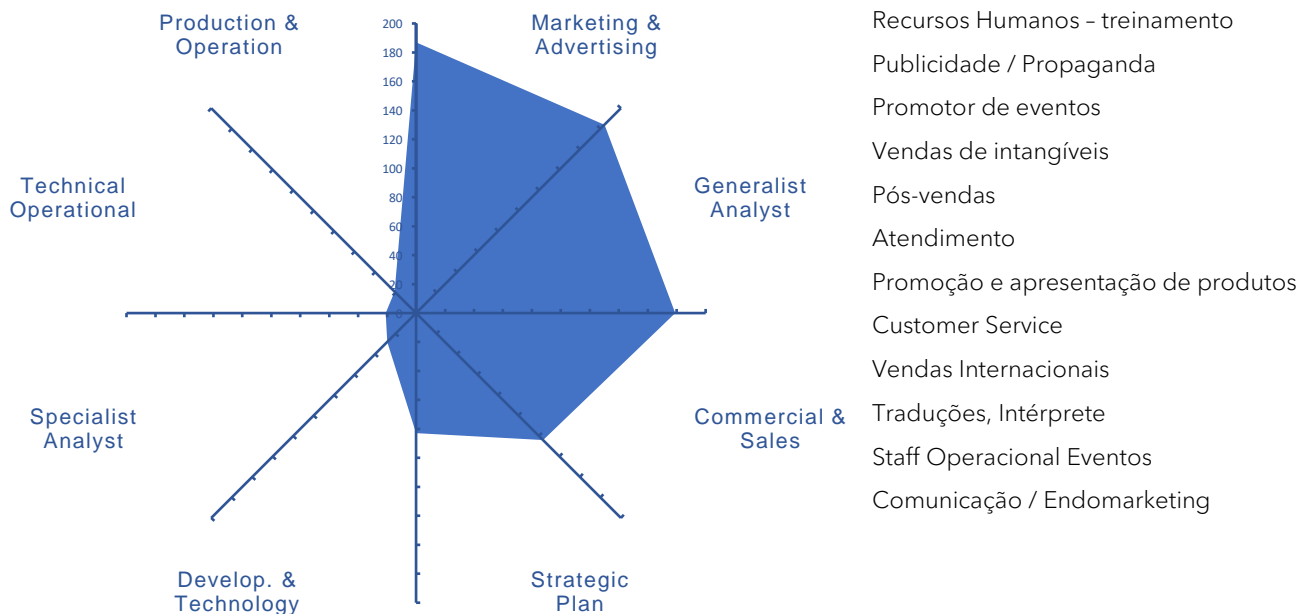 Production &
Operation
Marketing &
Advertising
Technical
Operational
Generalist
Analyst
Specialist
Analyst
Commercial &
Sales
Develop. &
Technology
Strategic
Plan
200
180
160
140
120
100
80
60
40
20
0
Recursos Humanos – treinamento
Publicidade / Propaganda
Promotor de eventos
Vendas de intangíveis
Pós-vendas
Atendimento
Promoção e apresentação de produtos
Customer Service
Vendas Internacionais
Traduções, Intérprete
Staff Operacional Eventos
Comunicação / Endomarketing